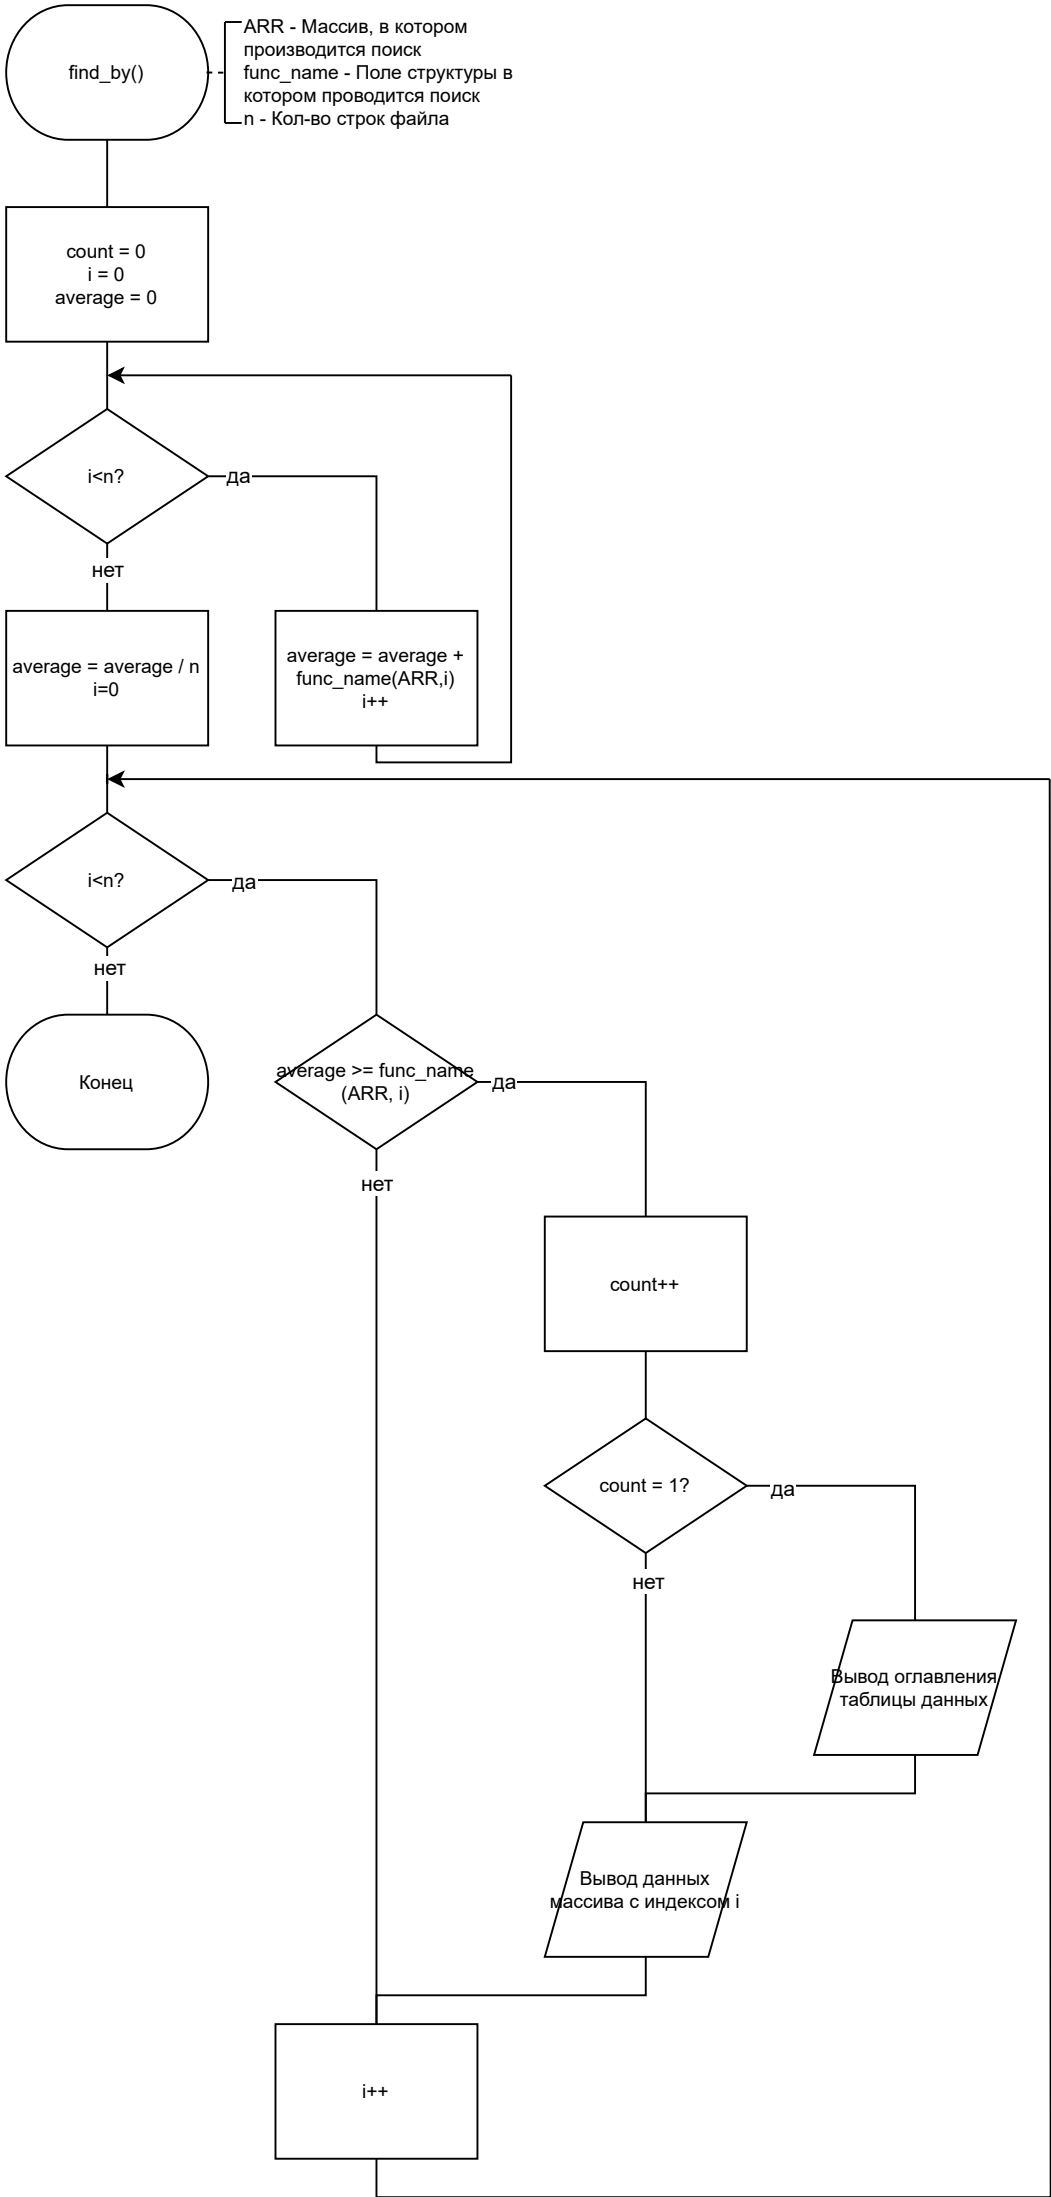 find_by()
ARR - Массив, в котором
производится поиск
func_name - Поле структуры в
котором проводится поиск
n - Кол-во строк файла
count = 0
i = 0
average = 0
i<n?
да
нет
average = average / n
i=0
average = average +
func_name(ARR,i)
i++
i<n?
да
нет
Конец
average >= func_name
(ARR, i)
да
нет
count++
count = 1?
да
нет
Вывод оглавления
таблицы данных
Вывод данных
массива с индексом i
i++